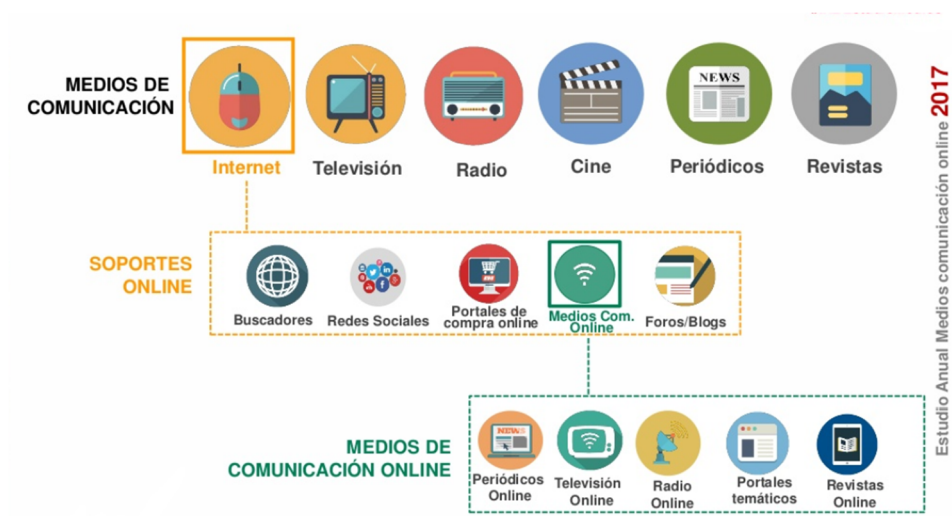 MEDIOS DE
COMUNICACIÓN
NEWS
Internet
Televisión
Radio
Cine
Periódicos
Revistas
SOPORTES
ONLINE
Buscadores
Redes Sociales
Portales de
compra online
Medios Com.
Online
Foros/Blogs
MEDIOS DE
COMUNICACIÓN ONLINE
NEWS
Periódicos
Online
Televisión
Online
Radio
Online
Portales
temáticos
Revistas
Online
Estudio Anual Medios comunicación online 2017